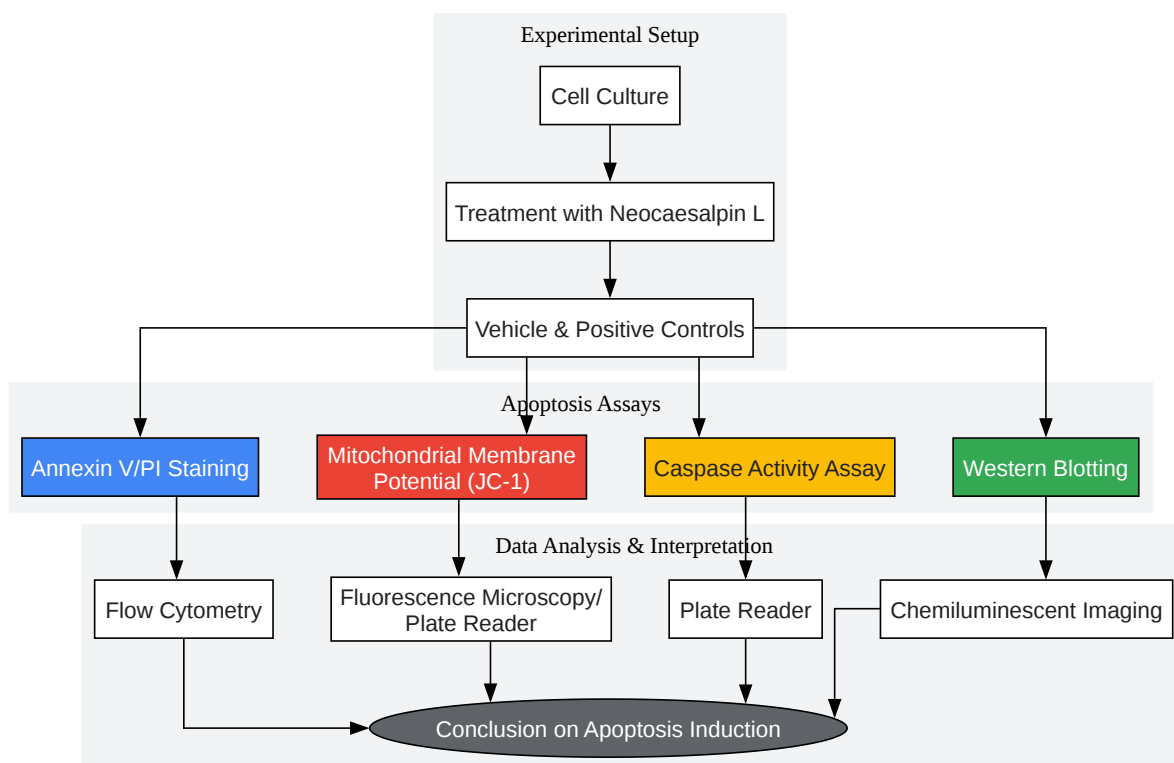 Experimental Setup
Cell Culture
Treatment with Neocaesalpin L
Vehicle & Positive Controls
Apoptosis Assays
Annexin V/PI Staining
Mitochondrial Membrane
Potential (JC-1)
Caspase Activity Assay
Western Blotting
Data Analysis & Interpretation
Flow Cytometry
Fluorescence Microscopy/
Plate Reader
Plate Reader
Chemiluminescent Imaging
Conclusion on Apoptosis Induction